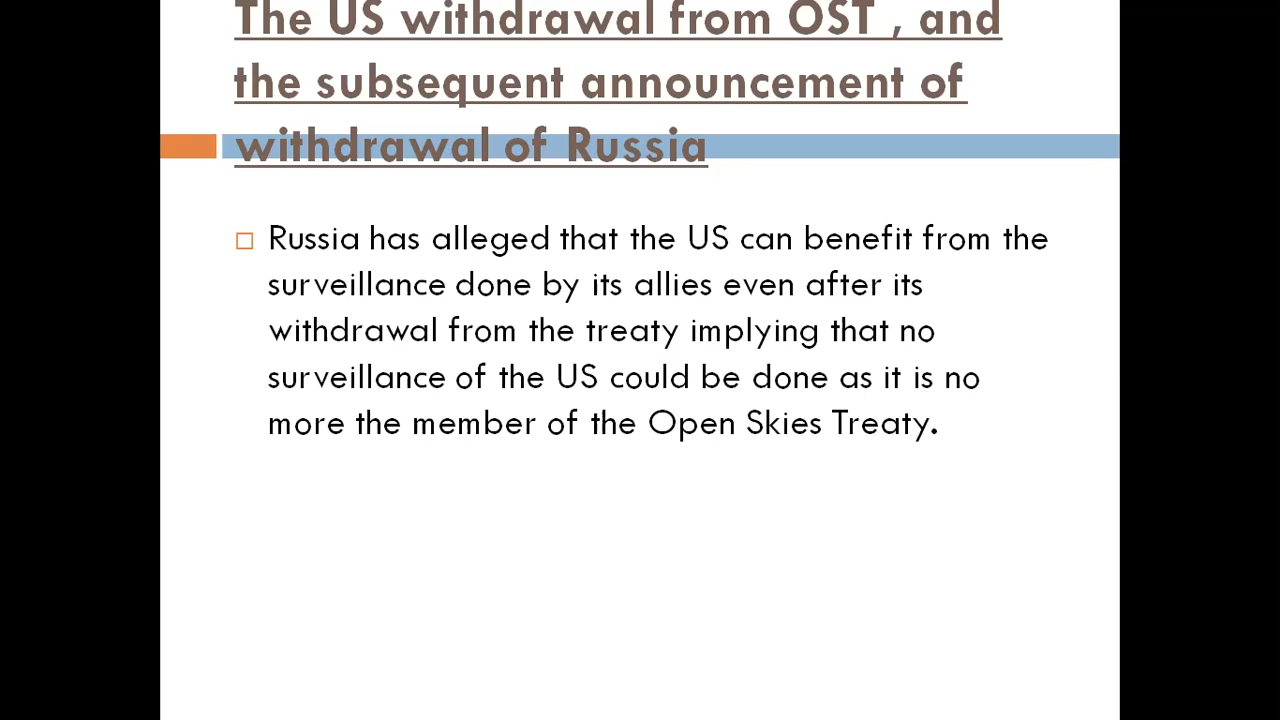 The US withdrawal from OST , and
the subsequent announcement of
withdrawal of Russia
Russia has alleged that the US can benefit from the
surveillance done by its allies even after its
withdrawal from the treaty implying that no
surveillance of the US could be done as it is no
more the member of the Open Skies Treaty.